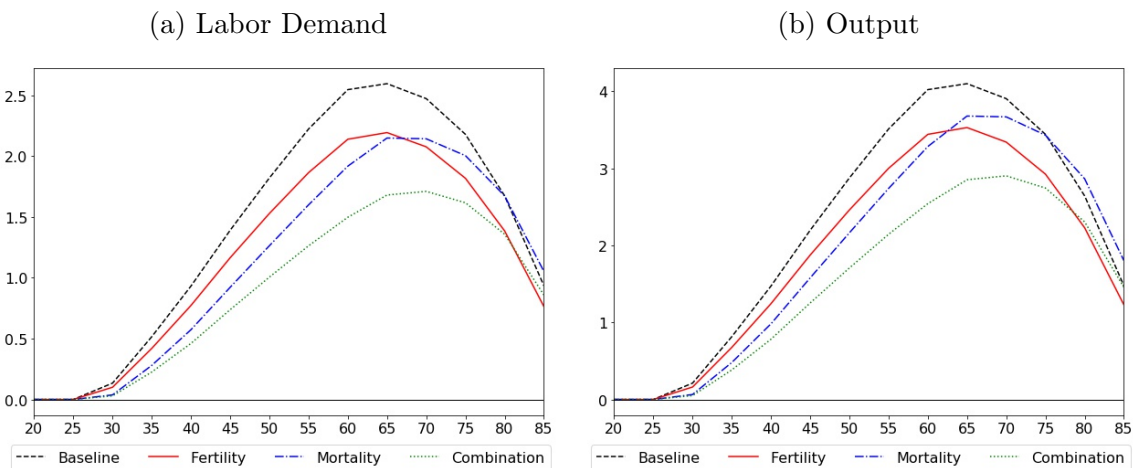 (a) Labor Demand
2.5
2.0
1.5
1.0
0.5
0.0
20 25 30 35 40 45 50 55 60 65 70 75 80 85
Baseline Fertility Mortality Combination
(b) Output
4
3
2
1
0
20 25 30 35 40 45 50 55 60 65 70 75 80 85
Baseline Fertility Mortality Combination